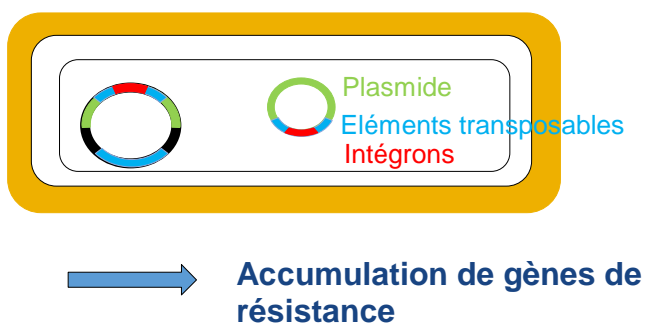 Plasmide
Eléments transposables
Intégrons
Accumulation de gènes de
résistance